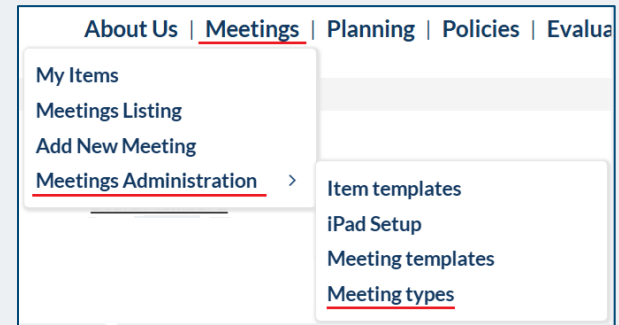 About Us | Meetings | Planning | Policies | Evalua
My Items
Meetings Listing
Add New Meeting
Meetings Administration >
Item templates
iPad Setup
Meeting templates
Meeting types